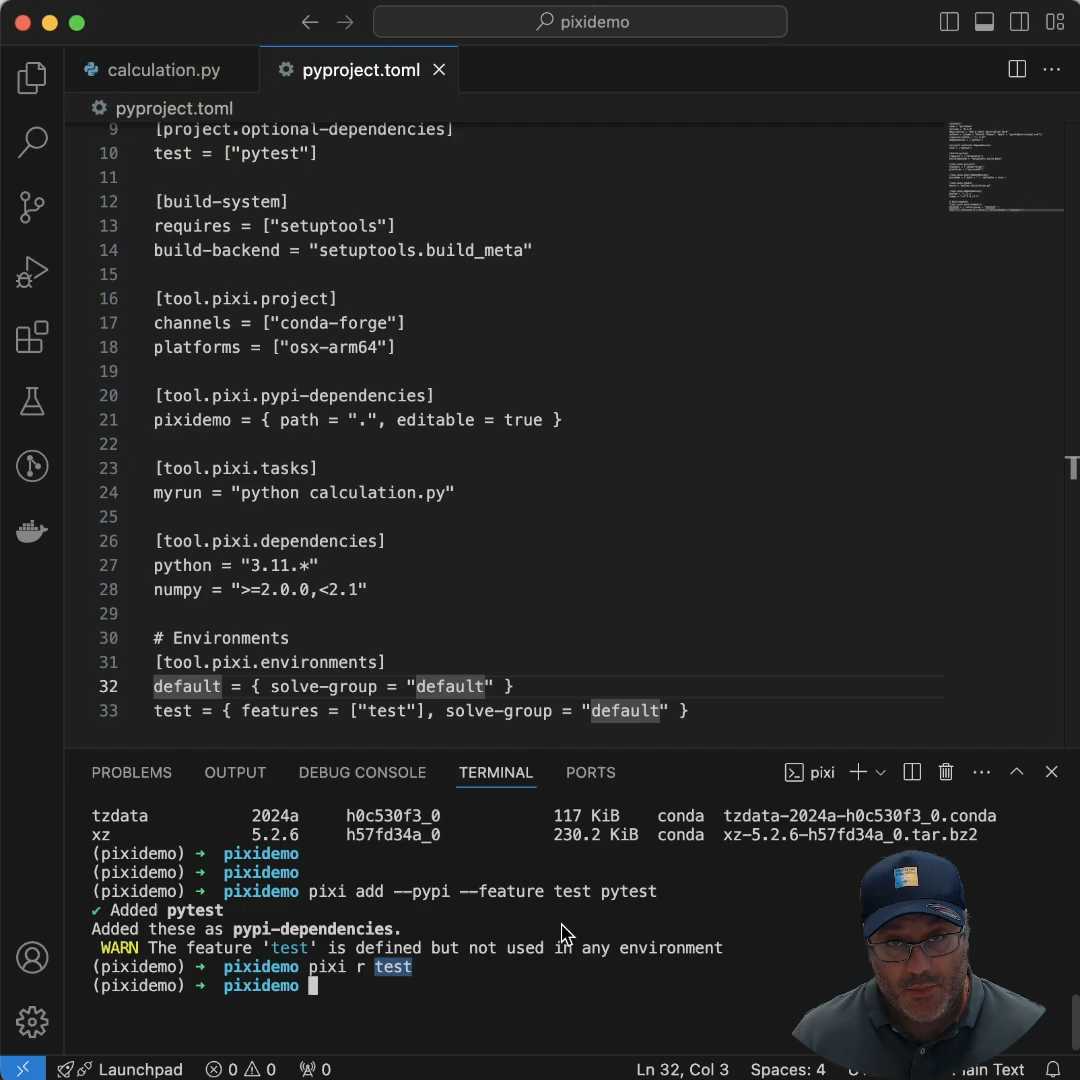 pixidemo
calculation.py
pyproject.toml
pyproject.toml
9 [project.optional-dependencies]
10 test = ["pytest"]
11
12 [build-system]
13 requires = ["setuptools"]
14 build-backend = "setuptools.build_meta"
15
16 [tool.pixi.project]
17 channels = ["conda-forge"]
18 platforms = ["osx-arm64"]
19
20 [tool.pixi.pypi-dependencies]
21 pixidemo = { path = ".", editable = true }
22
23 [tool.pixi.tasks]
24 myrun = "python calculation.py"
25
26 [tool.pixi.dependencies]
27 python = "3.11.*"
28 numpy = ">=2.0.0,<2.1"
29
30 # Environments
31 [tool.pixi.environments]
32 default = { solve-group = "default" }
33 test = { features = ["test"], solve-group = "default" }
T
PROBLEMS OUTPUT DEBUG CONSOLE TERMINAL PORTS pixi
tzdata 2024a h0c530f3_0 117 KiB conda tzdata-2024a-h0c530f3_0.conda
xz 5.2.6 h57fd34a_0 230.2 KiB conda xz-5.2.6-h57fd34a_0.tar.bz2
(pixidemo) → pixidemo
(pixidemo) → pixidemo
(pixidemo) → pixidemo pixi add --pypi --feature test pytest
✔ Added pytest
Added these as pypi-dependencies.
WARN The feature 'test' is defined but not used in any environment
(pixidemo) → pixidemo pixi r test
(pixidemo) → pixidemo
Launchpad 0 0 0 Ln 32, Col 3 Spaces: 4 Text